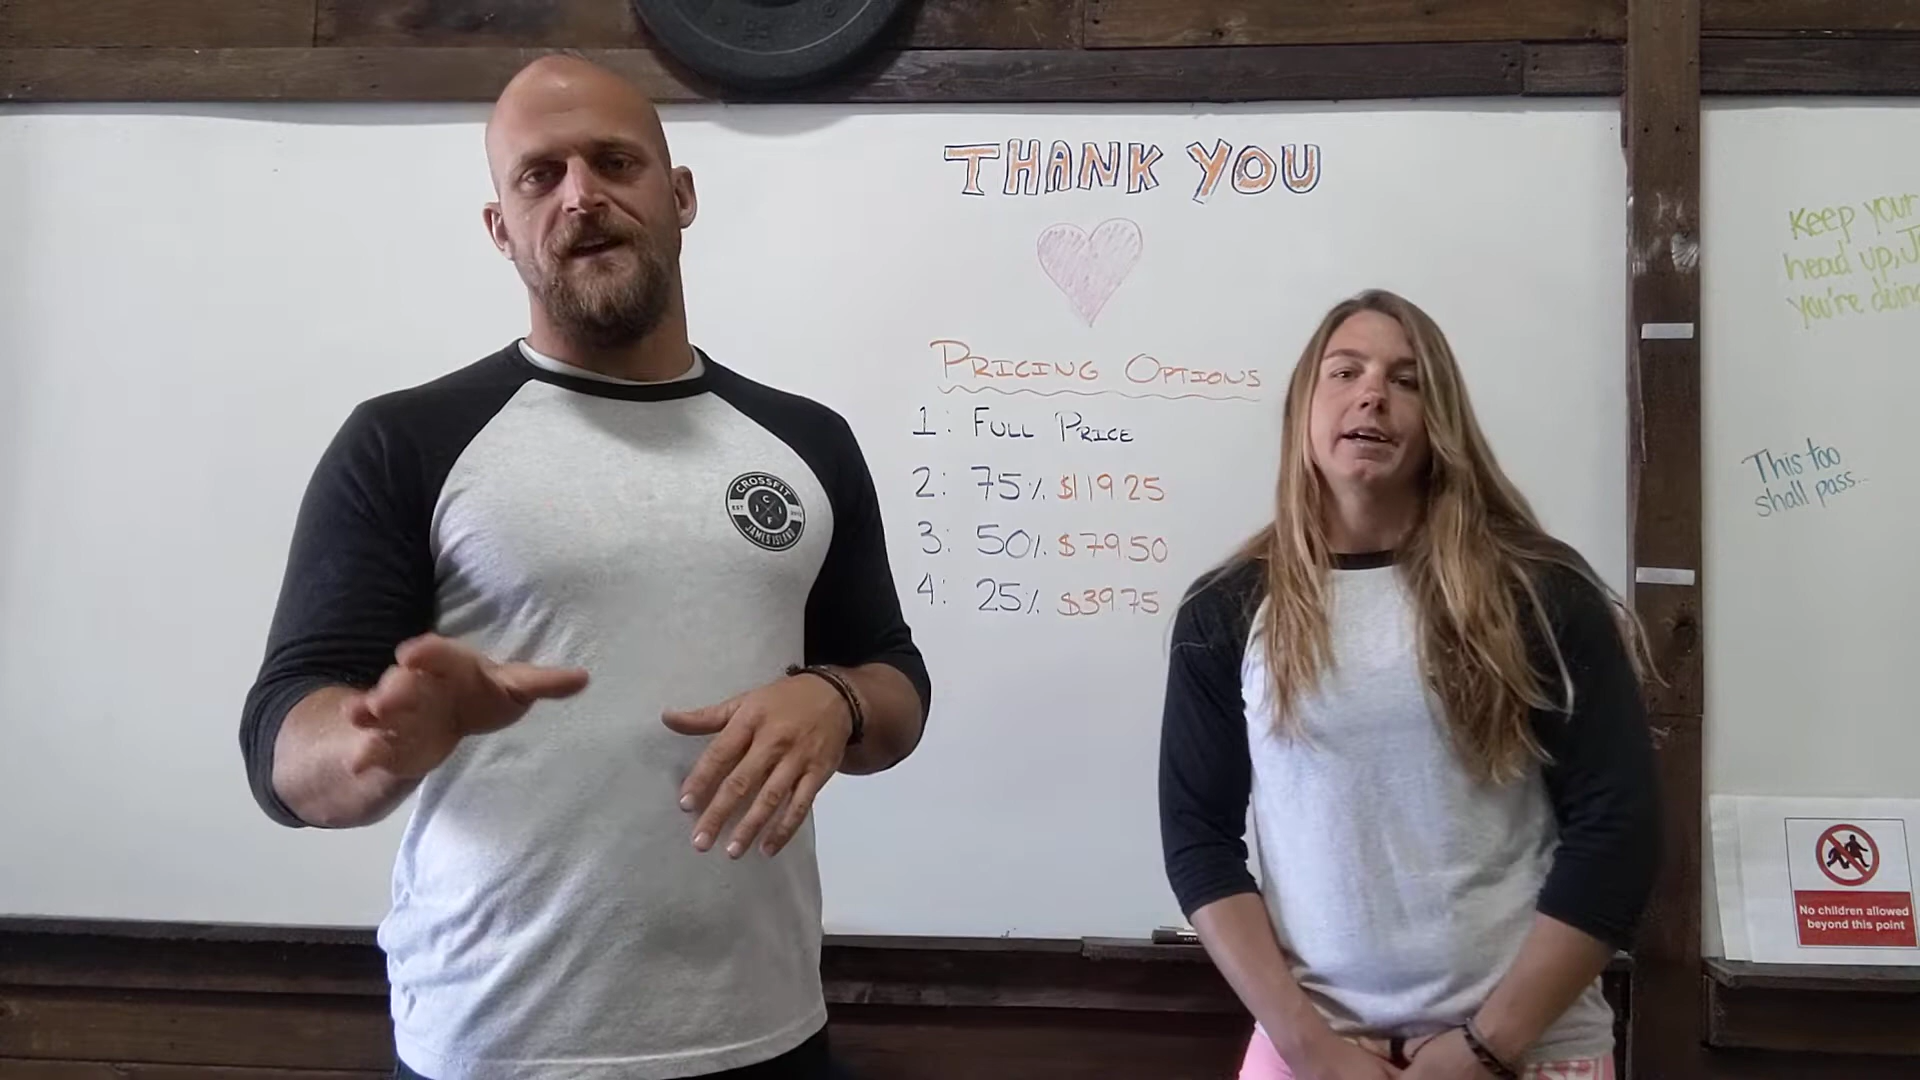 THANK YOU
PRICING OPTIONS
1: FULL PRICE
2: 75% $119.25
3: 50% $79.50
4: 25% $39.75
CROSSFIT
C
J I
F
EST
JAMES ISLAND
Keep your
head up, J
you're doin
This too
shall pass...
No children allowed
beyond this point